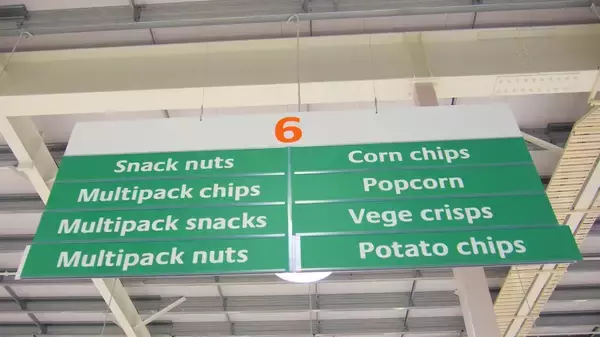 6
Snack nuts
Multipack chips
Multipack snacks
Multipack nuts
Corn chips
Popcorn
Vege crisps
Potato chips